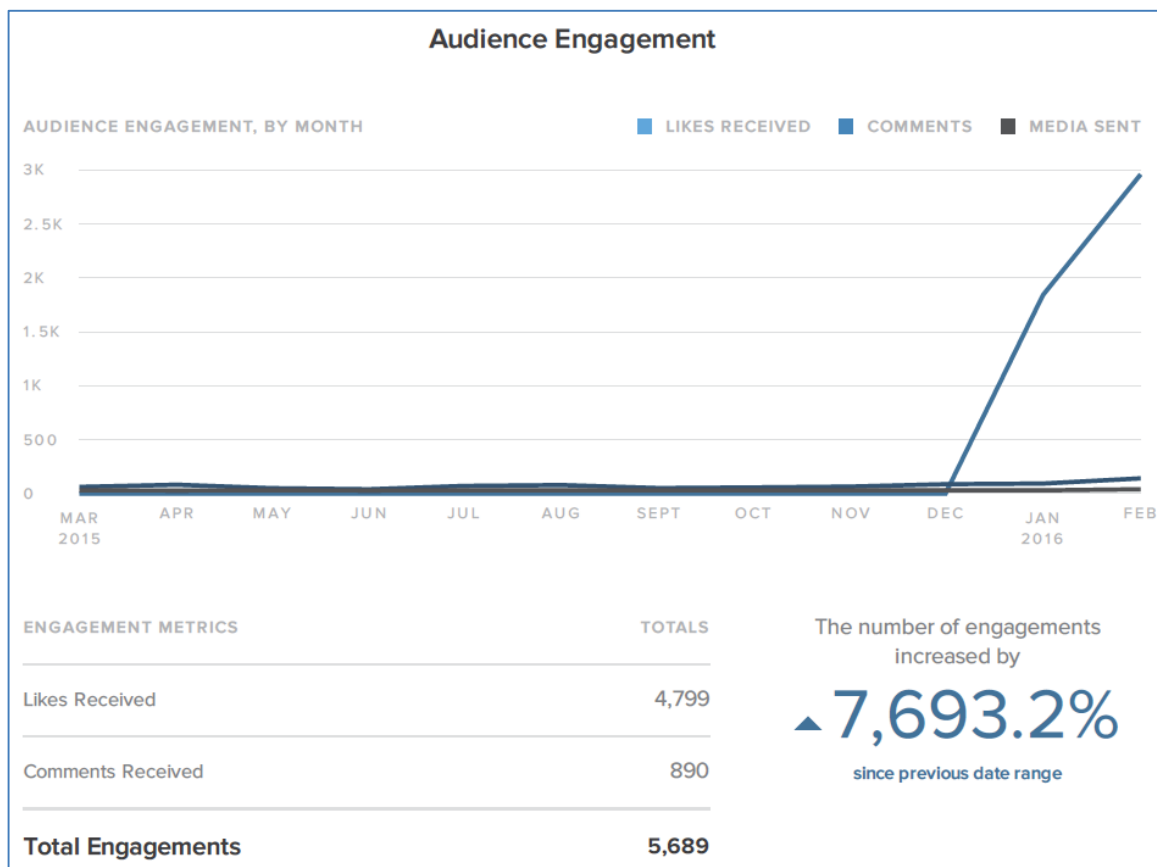 Audience Engagement
AUDIENCE ENGAGEMENT, BY MONTH
LIKES RECEIVED COMMENTS MEDIA SENT
3K
2.5K
2K
1.5K
1K
500
0
MAR 2015
APR
MAY
JUN
JUL
AUG
SEPT
OCT
NOV
DEC
JAN 2016
FEB
ENGAGEMENT METRICS TOTALS
Likes Received 4,799
Comments Received 890
Total Engagements 5,689
The number of engagements
increased by
7,693.2%
since previous date range